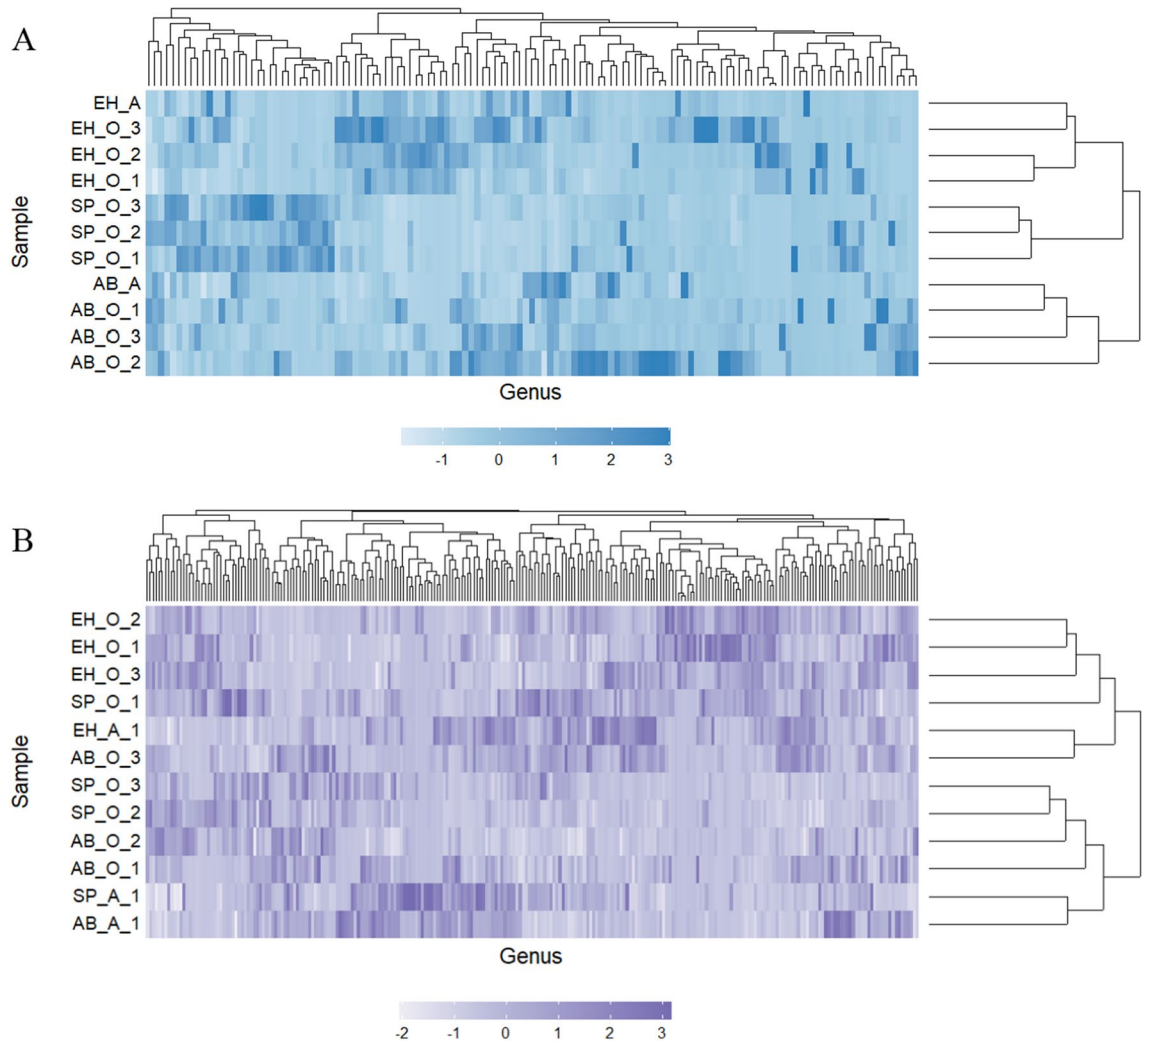 A
EH_A
EH_O_3
EH_O_2
EH_O_1
SP_O_3
SP_O_2
SP_O_1
AB_A
AB_O_1
AB_O_3
AB_O_2
Sample
Genus
-1 0 1 2 3
B
EH_O_2
EH_O_1
EH_O_3
SP_O_1
EH_A_1
AB_O_3
SP_O_3
SP_O_2
AB_O_2
AB_O_1
SP_A_1
AB_A_1
Sample
Genus
-2 -1 0 1 2 3